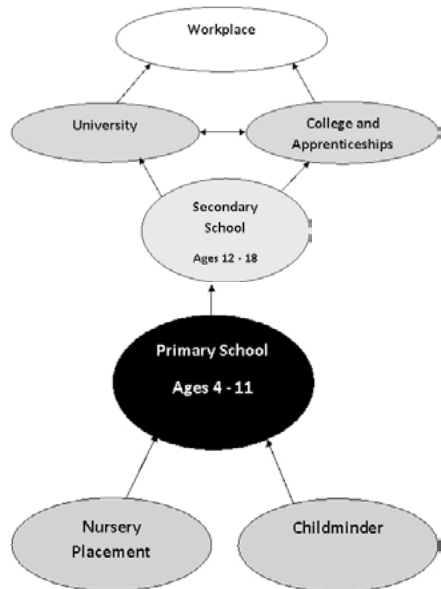 Workplace
University
College and
Apprenticeships
Secondary
School
Ages 12 - 18
Primary School
Ages 4 - 11
Nursery
Placement
Childminder